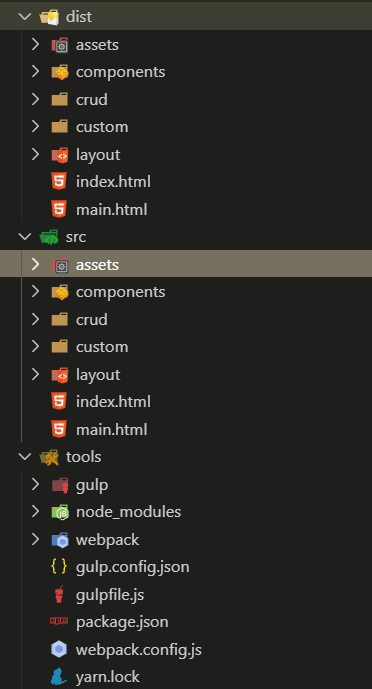 dist
assets
components
crud
custom
layout
index.html
main.html
src
assets
components
crud
custom
layout
index.html
main.html
tools
gulp
node_modules
webpack
gulp.config.json
gulpfile.js
package.json
webpack.config.js
yarn.lock